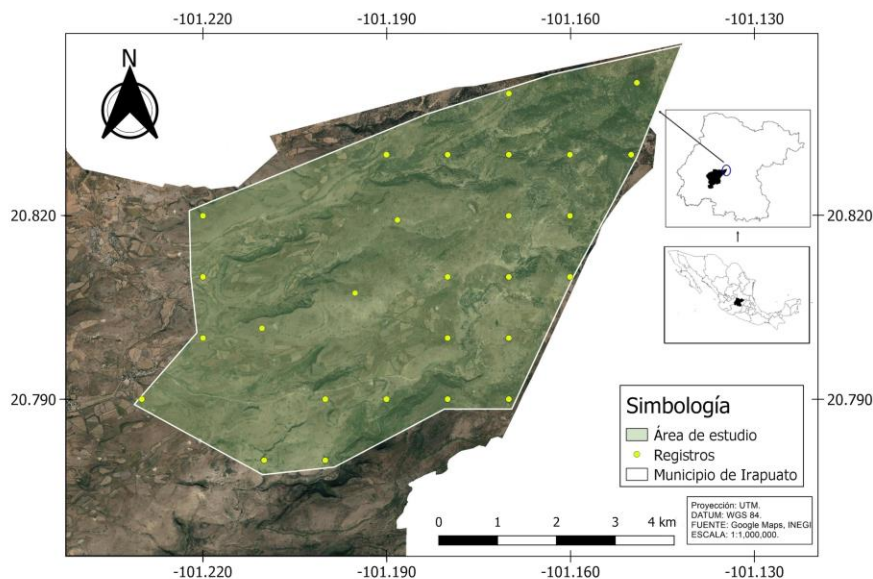 -101.220 -101.190 -101.160 -101.130
N
20.820 20.820
20.790 20.790
Simbología
Área de estudio
Registros
Municipio de Irapuato
Proyección: UTM.
DATUM: WGS 84.
FUENTE: Google Maps, INEGI
ESCALA: 1:1,000,000.
0 1 2 3 4 km
-101.220 -101.190 -101.160 -101.130